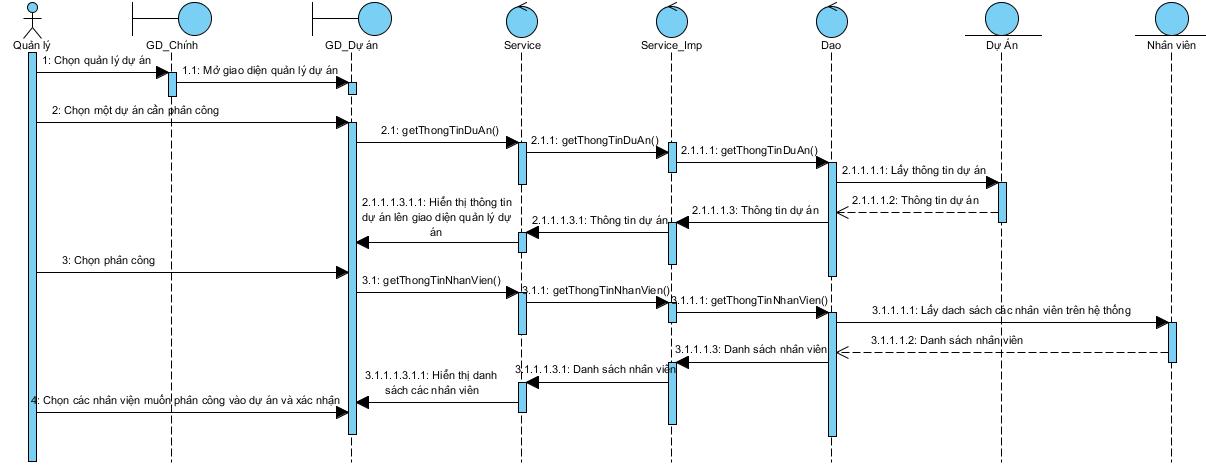 Quản lý
GD_Chính
GD_Dự án
Service
Service_Imp
Dao
Dự Án
Nhân viên
1: Chọn quản lý dự án
1.1: Mở giao diện quản lý dự án
2: Chọn một dự án cần phân công
2.1: getThongTinDuAn()
2.1.1: getThongTinDuAn()
2.1.1.1: getThongTinDuAn()
2.1.1.1.1: Lấy thông tin dự án
2.1.1.1.2: Thông tin dự án
2.1.1.1.3: Thông tin dự án
2.1.1.1.3.1: Thông tin dự án
2.1.1.1.3.1.1: Hiển thị thông tin
dự án lên giao diện quản lý dự
án
3: Chọn phân công
3.1: getThongTinNhanVien()
3.1.1: getThongTinNhanVien()
3.1.1.1: getThongTinNhanVien()
3.1.1.1.1: Lấy dach sách các nhân viên trên hệ thống
3.1.1.1.2: Danh sách nhân viên
3.1.1.1.3: Danh sách nhân viên
3.1.1.1.3.1: Danh sách nhân viên
3.1.1.1.3.1.1: Hiển thị danh
sách các nhân viên
4: Chọn các nhân viện muốn phân công vào dự án và xác nhận